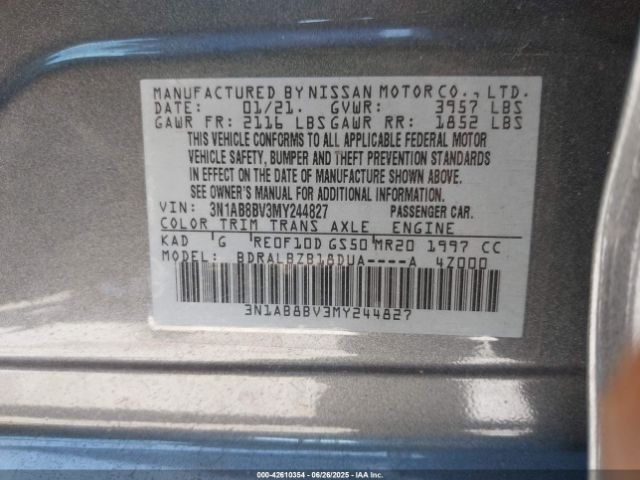 MANUFACTURED BY NISSAN MOTOR CO., LTD.
DATE: 01/21. GVWR: 3957 LBS
GAWR FR: 2116 LBS GAWR RR: 1852 LBS
THIS VEHICLE CONFORMS TO ALL APPLICABLE FEDERAL MOTOR
VEHICLE SAFETY, BUMPER AND THEFT PREVENTION STANDARDS
IN EFFECT ON THE DATE OF MANUFACTURE SHOWN ABOVE.
SEE OWNER'S MANUAL FOR ADDITIONAL INFORMATION.
VIN: 3N1AB8BV3MY244827 PASSENGER CAR.
COLOR TRIM TRANS AXLE ENGINE
KAD G RE0F10D GS50 MR20 1997 CC
MODEL: BDRALBZB18DUA----A 4Z000
3N1AB8BV3MY244827
000-42610354 | 06/26/2025 - IAA Inc.